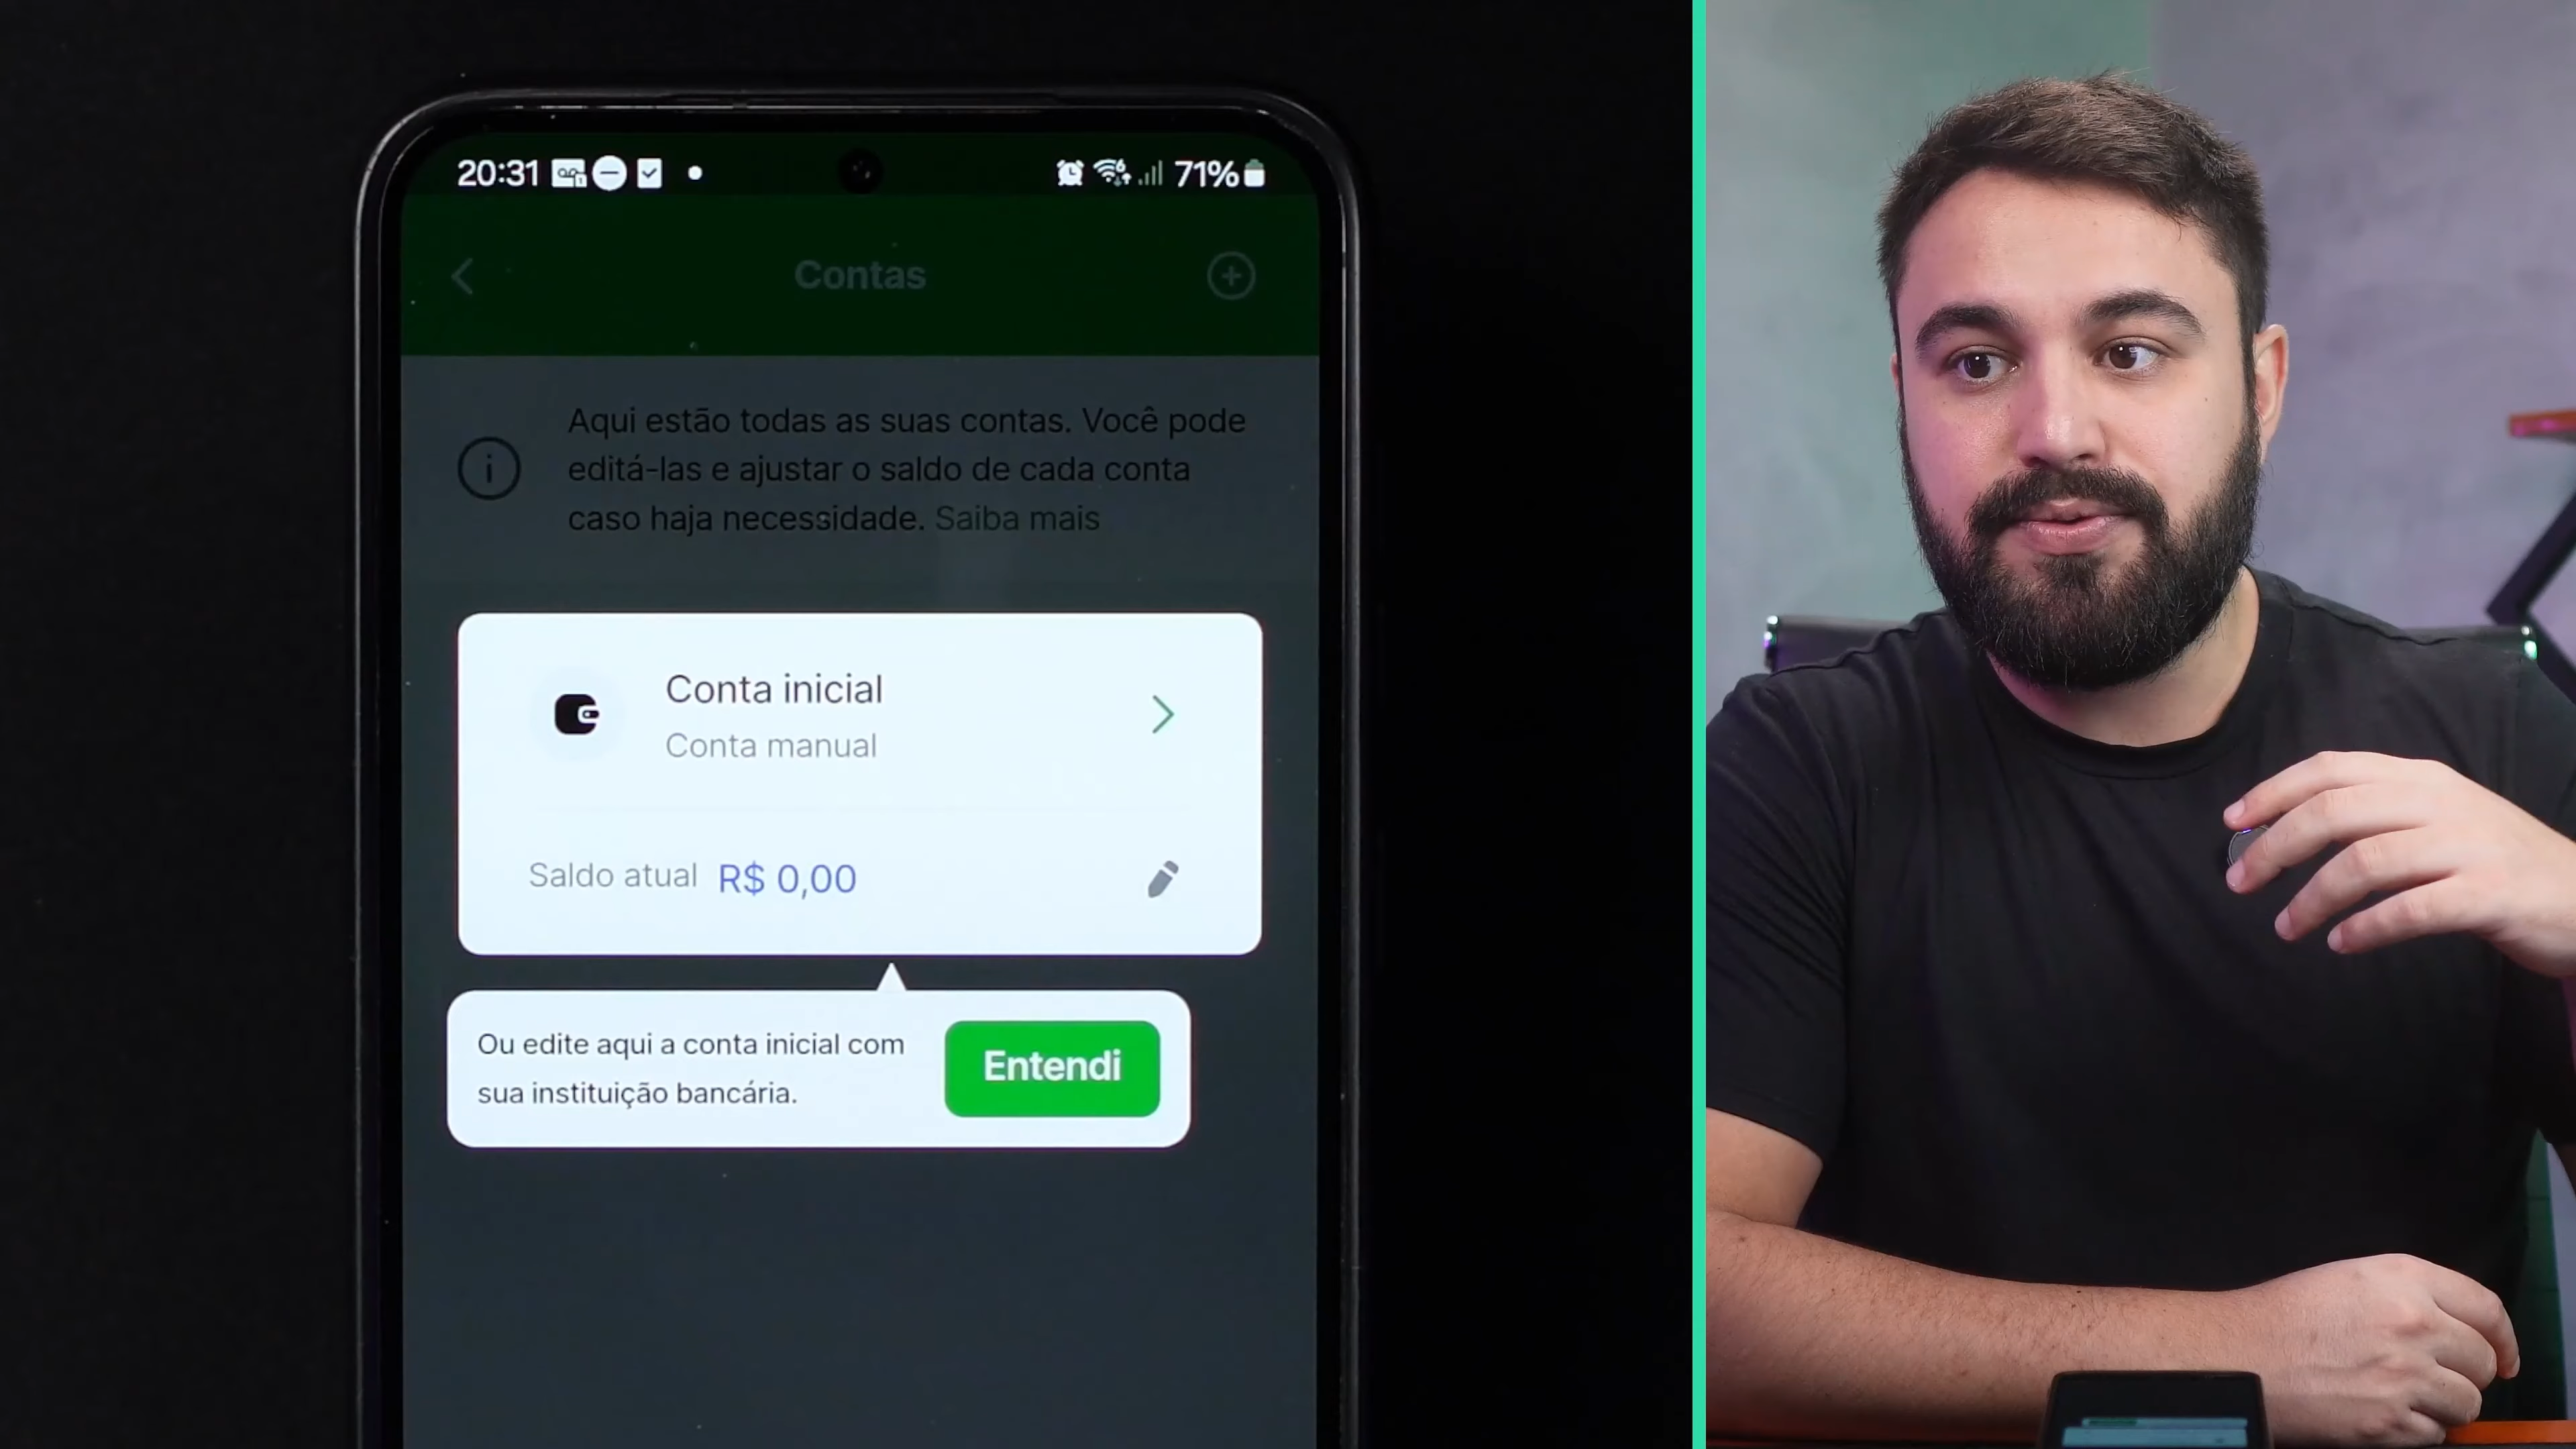 20:31
71%
Contas
Aqui estão todas as suas contas. Você pode
editá-las e ajustar o saldo de cada conta
caso haja necessidade. Saiba mais
Conta inicial
Conta manual
Saldo atual R$ 0,00
Ou edite aqui a conta inicial com
sua instituição bancária.
Entendi